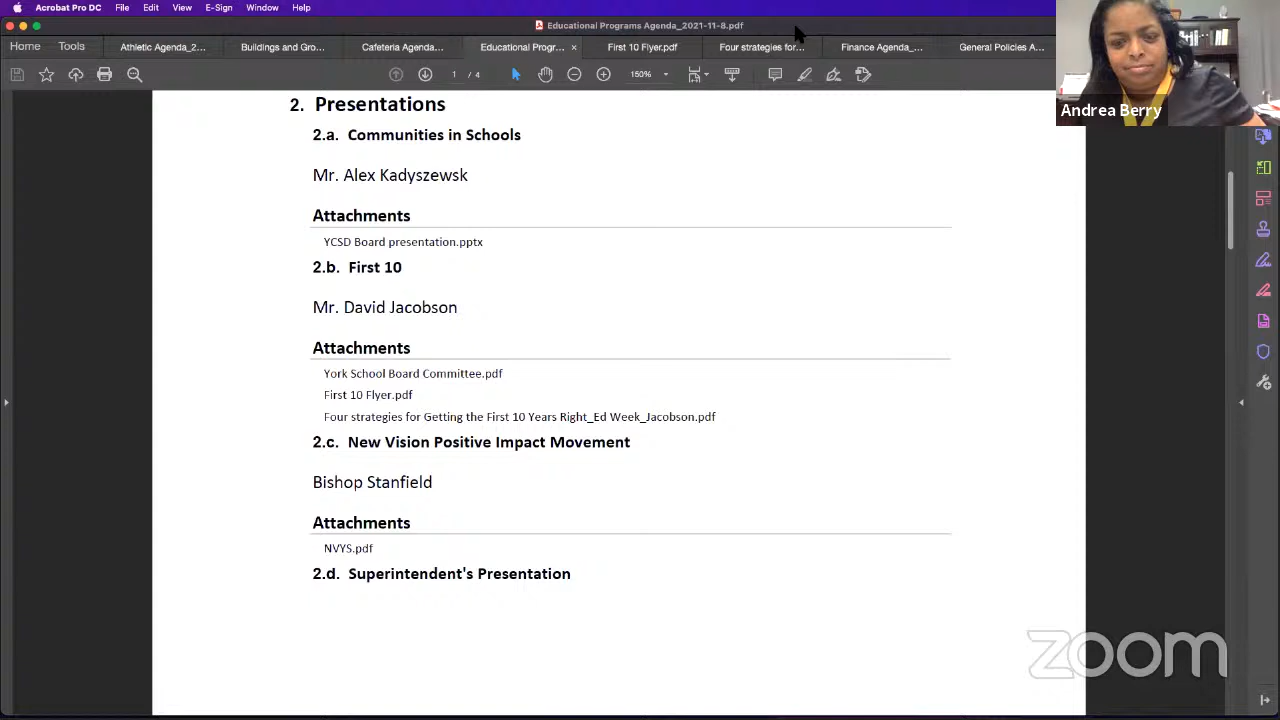 Acrobat Pro DC File Edit View E-Sign Window Help
Educational Programs Agenda_2021-11-8.pdf
Home Tools Athletic Agenda_2... Buildings and Gro... Cafeteria Agenda... Educational Progr... × First 10 Flyer.pdf Four strategies for... Finance Agenda_... General Policies A...
1 / 4 150%
Andrea Berry
2. Presentations
2.a. Communities in Schools
Mr. Alex Kadyszewsk
Attachments
YCSD Board presentation.pptx
2.b. First 10
Mr. David Jacobson
Attachments
York School Board Committee.pdf
First 10 Flyer.pdf
Four strategies for Getting the First 10 Years Right_Ed Week_Jacobson.pdf
2.c. New Vision Positive Impact Movement
Bishop Stanfield
Attachments
NVYS.pdf
2.d. Superintendent's Presentation
zoom